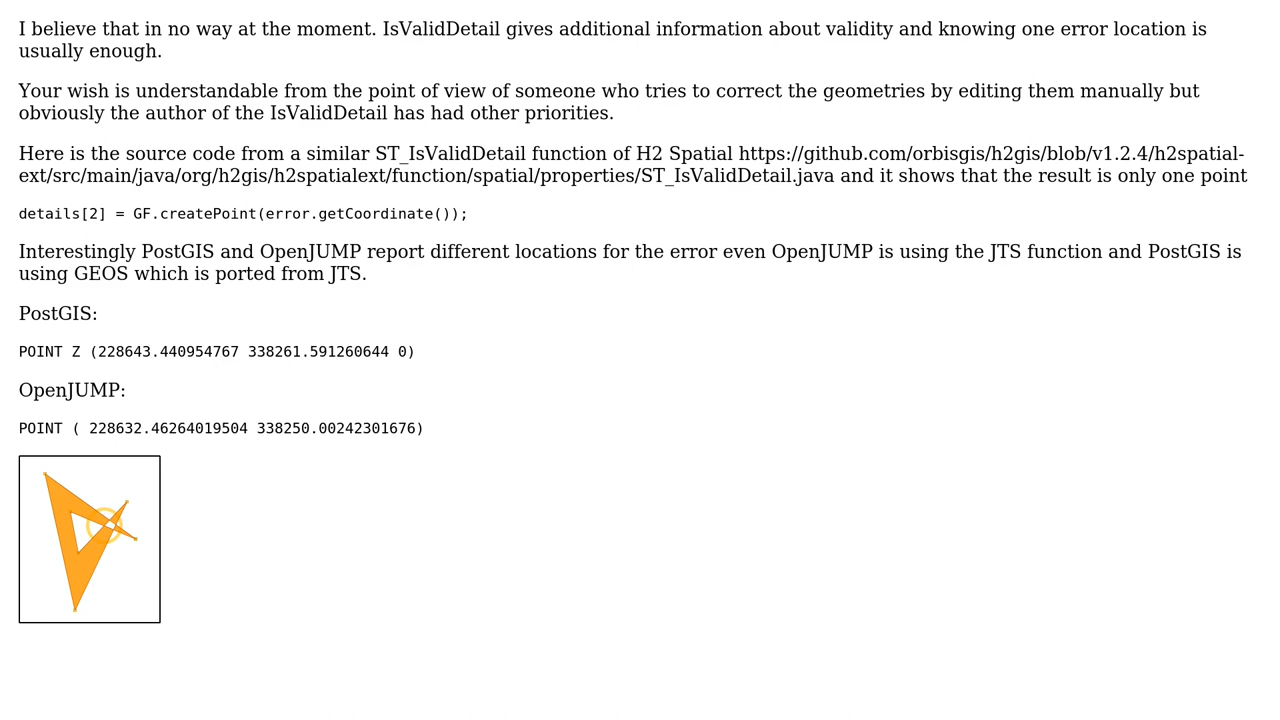 I believe that in no way at the moment. IsValidDetail gives additional information about validity and knowing one error location is
usually enough.
Your wish is understandable from the point of view of someone who tries to correct the geometries by editing them manually but
obviously the author of the IsValidDetail has had other priorities.
Here is the source code from a similar ST_IsValidDetail function of H2 Spatial https://github.com/orbisgis/h2gis/blob/v1.2.4/h2spatial-
ext/src/main/java/org/h2gis/h2spatialext/function/spatial/properties/ST_IsValidDetail.java and it shows that the result is only one point
details[2] = GF.createPoint(error.getCoordinate());
Interestingly PostGIS and OpenJUMP report different locations for the error even OpenJUMP is using the JTS function and PostGIS is
using GEOS which is ported from JTS.
PostGIS:
POINT Z (228643.440954767 338261.591260644 0)
OpenJUMP:
POINT ( 228632.46264019504 338250.00242301676)